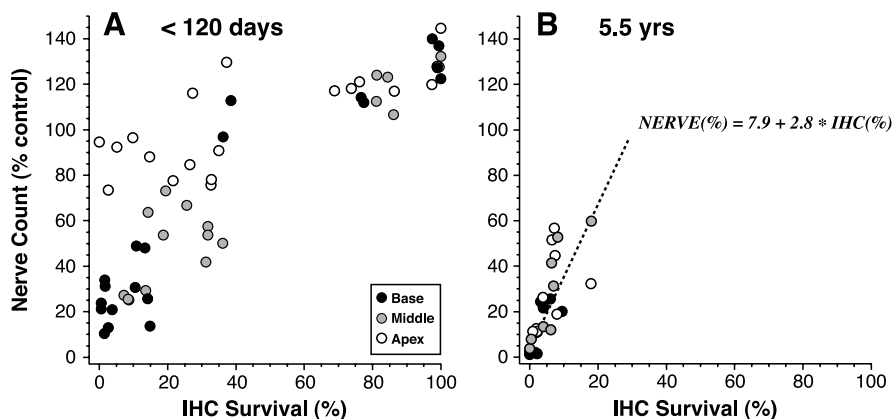 A < 120 days
B 5.5 yrs
NERVE(%) = 7.9 + 2.8 * IHC(%)
Nerve Count (% control)
140
120
100
80
60
40
20
0
Base
Middle
Apex
0 20 40 60 80 100
IHC Survival (%)
140
120
100
80
60
40
20
0
0 20 40 60 80 100
IHC Survival (%)